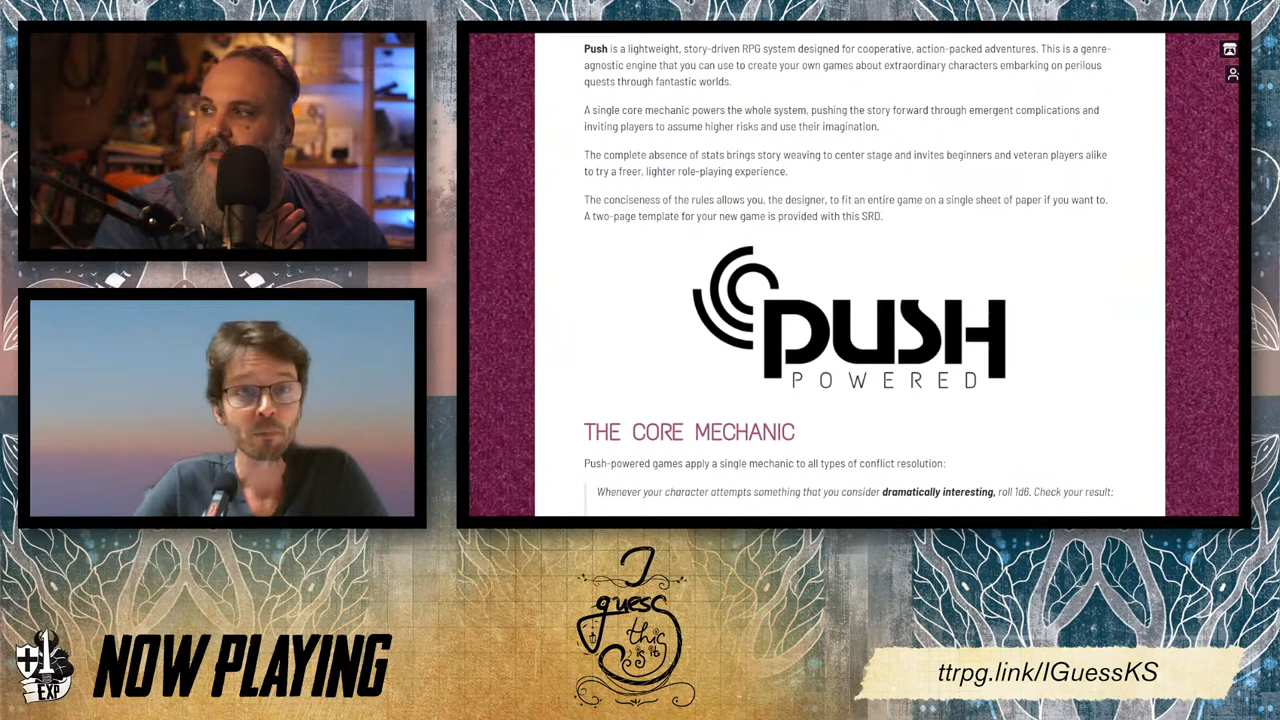 Push is a lightweight, story-driven RPG system designed for cooperative, action-packed adventures. This is a genre-
agnostic engine that you can use to create your own games about extraordinary characters embarking on perilous
quests through fantastic worlds.
A single core mechanic powers the whole system, pushing the story forward through emergent complications and
inviting players to assume higher risks and use their imagination.
The complete absence of stats brings story weaving to center stage and invites beginners and veteran players alike
to try a freer, lighter role-playing experience.
The conciseness of the rules allows you, the designer, to fit an entire game on a single sheet of paper if you want to.
A two-page template for your new game is provided with this SRD.
PUSH
POWERED
THE CORE MECHANIC
Push-powered games apply a single mechanic to all types of conflict resolution:
Whenever your character attempts something that you consider dramatically interesting, roll 1d6. Check your result:
+1
EXP
NOW PLAYING
I
guess
this
is it
ttrpg.link/IGuessKS